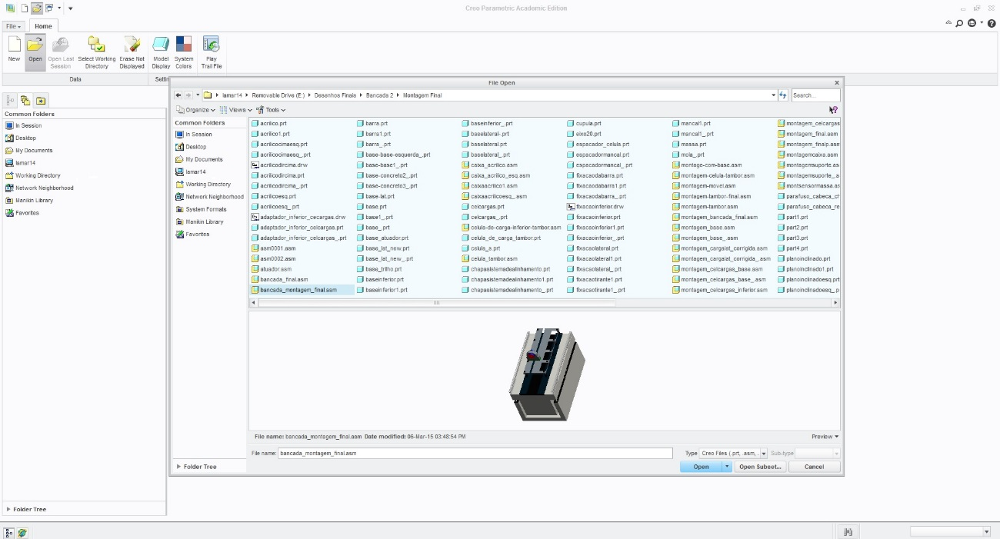 Creo Parametric Academic Edition
File
Home
New
Open
Open Last Session
Select Working Directory
Erase Not Displayed
Model Display
System Colors
Play Trail File
Data
Settin
Common Folders
In Session
Desktop
My Documents
lamar14
Working Directory
Network Neighborhood
Manikin Library
Favorites
Folder Tree
File Open
lamar14
Removable Drive (E:)
Desenhos Finais
Bancada 2
Montagem Final
Search...
Organize
Views
Tools
Common Folders
In Session
Desktop
My Documents
lamar14
Working Directory
Network Neighborhood
System Formats
Manikin Library
Favorites
Folder Tree
acrilico.prt
acrilico1.prt
acrilicocimaesq.prt
acrilicocimaesq_.prt
acrilicodircima.drw
acrilicodircima.prt
acrilicodircima_.prt
acrilicoesq.prt
acrilicoesq_.prt
adaptador_inferior_cecargas.drw
adaptador_inferior_celcargas.prt
adaptador_inferior_celcargas_.prt
asm0001.asm
asm0002.asm
atuador.asm
bancada_final.asm
bancada_montagem_final.asm
barra.prt
barra1.prt
barra_.prt
base-base-esquerda_.prt
base-base1_.prt
base-concreto2_.prt
base-concreto3_.prt
base-lat.prt
base.prt
base1_.prt
base_.prt
base_atuador.prt
base_lat_new.prt
base_lat_new_.prt
base_trilho.prt
baseinferior.prt
baseinferior1.prt
baseinferior_.prt
baselateral-.prt
baselateral.prt
baselateral_.prt
caixa_acrilico.asm
caixa_acrilico_esq.asm
caixaacrilico1.asm
caixaacrilicoesq_.asm
celcargas.prt
celcargas_.prt
celula-de-carga-inferior-tambor.asm
celula_de_carga_tambor.prt
celula_s.prt
celula_tambor.asm
chapasistemadealinhamento.prt
chapasistemadealinhamento1.prt
chapasistemadealinhamento_.prt
cupula.prt
eixo20.prt
espacador_celula.prt
espacadormancal.prt
espacadormancal_.prt
fixacaodabarra.prt
fixacaodabarra1.prt
fixacaodabarra_.prt
fixacaoinferior.drw
fixacaoinferior.prt
fixacaoinferior1.prt
fixacaoinferior_.prt
fixacaolateral.prt
fixacaolateral1.prt
fixacaolateral_.prt
fixacaotirante1.prt
fixacaotirante1_.prt
mancal1.prt
mancal1_.prt
massa.prt
mola_.prt
montage-com-base.asm
montagem-celula-tambor.asm
montagem-movel.asm
montagem-tambor-final.asm
montagem-tambor.asm
montagem_bancada_final.asm
montagem_base.asm
montagem_base_.asm
montagem_cargalat_corrigida.asm
montagem_cargalat_corrigida_.asm
montagem_celcargas_base.asm
montagem_celcargas_base_.asm
montagem_celcargas_inferior.asm
montagem_celcargas
montagem_final.asm
montagem_finalp.asm
montagemcaixa.asm
montagemsuporte.as
montagemsuporte_.a
montsensormassa.as
parafuso_cabeca_ch
parafuso_cabeca_re
part1.prt
part2.prt
part3.prt
part4.prt
planoinclinado.prt
planoinclinado1.prt
planoinclinadoesq.prt
planoinclinadoesq_.p
File name: bancada_montagem_final.asm Date modified: 06-Mar-15 03:48:54 PM
Preview
File name: bancada_montagem_final.asm
Type Creo Files (.prt, .asm, .
Sub-type
Open
Open Subset...
Cancel